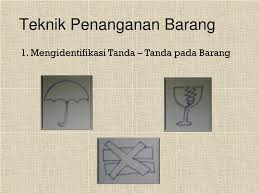 Teknik Penanganan Barang
1. Mengidentifikasi Tanda – Tanda pada Barang